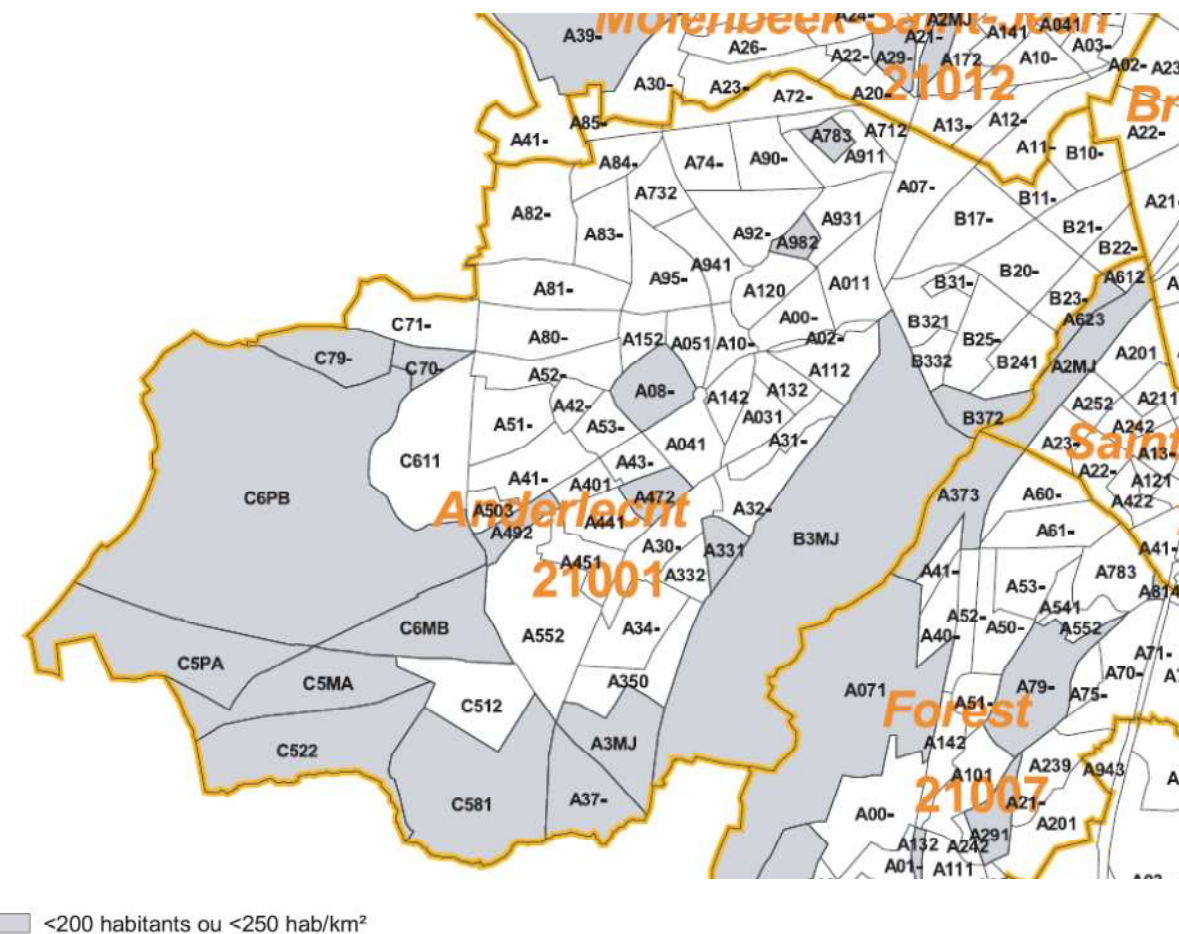 A39-
Molenbeek-Saint-Jean
A24-
A2MJ
A21-
A141
A041
A03-
A26-
A22-
A29-
A172
A10-
A02-
A23
A30-
A23-
A72-
A20-
21012
Br
A85-
A41-
A783
A712
A13-
A12-
A22-
A84-
A74-
A90-
A911
A11-
B10-
A732
A07-
B11-
A21-
A82-
A83-
A92-
A982
A931
B17-
B21-
B22-
A941
A95-
A81-
A120
A011
B31-
B20-
A612
B23-
C71-
A00-
B321
A623
A80-
A152
A051
A10-
A02-
B25-
C79-
C70-
A52-
A112
B332
B241
A2MJ
A201
A08-
A142
A132
A42-
A031
B372
A252
A211
A51-
A53-
A041
A31-
A23-
Saint
A242
A13-
C611
A43-
A22-
A121
A41-
A401
A472
A373
A60-
A422
C6PB
Anderlecht
A503
A492
A441
A32-
B3MJ
A61-
A30-
A331
A41-
A451
A332
A41-
A53-
A783
A814
21001
A541
C6MB
A552
A34-
A40-
A52-
A50-
A552
C5PA
C5MA
A350
A071
A71-
A70-
A79-
A75-
C512
A51-
Forest
C522
A3MJ
A142
A101
A239
A943
C581
A37-
21007
A21-
A00-
A201
A291
A132
A242
A01-
A111
<200 habitants ou <250 hab/km²